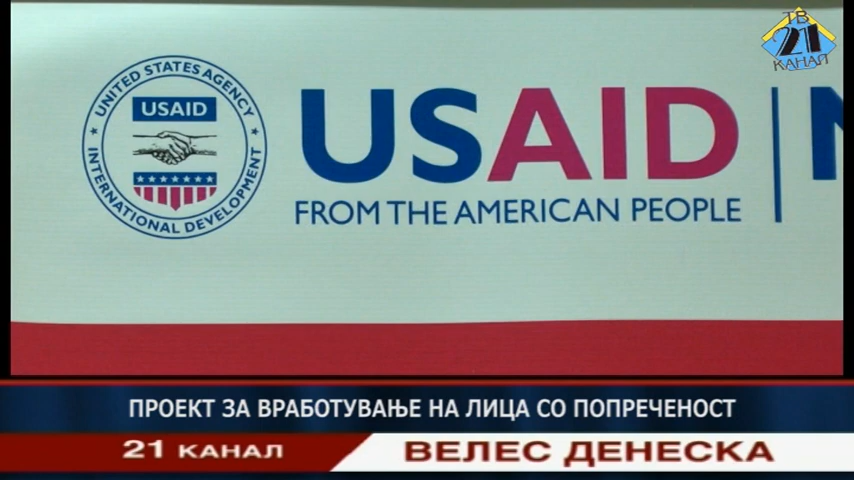 ТВ
21
КАНАЛ
UNITED STATES AGENCY
USAID
INTERNATIONAL DEVELOPMENT
USAID
FROM THE AMERICAN PEOPLE
ПРОЕКТ ЗА ВРАБОТУВАЊЕ НА ЛИЦА СО ПОПРЕЧЕНОСТ
21 КАНАЛ
ВЕЛЕС ДЕНЕСКА